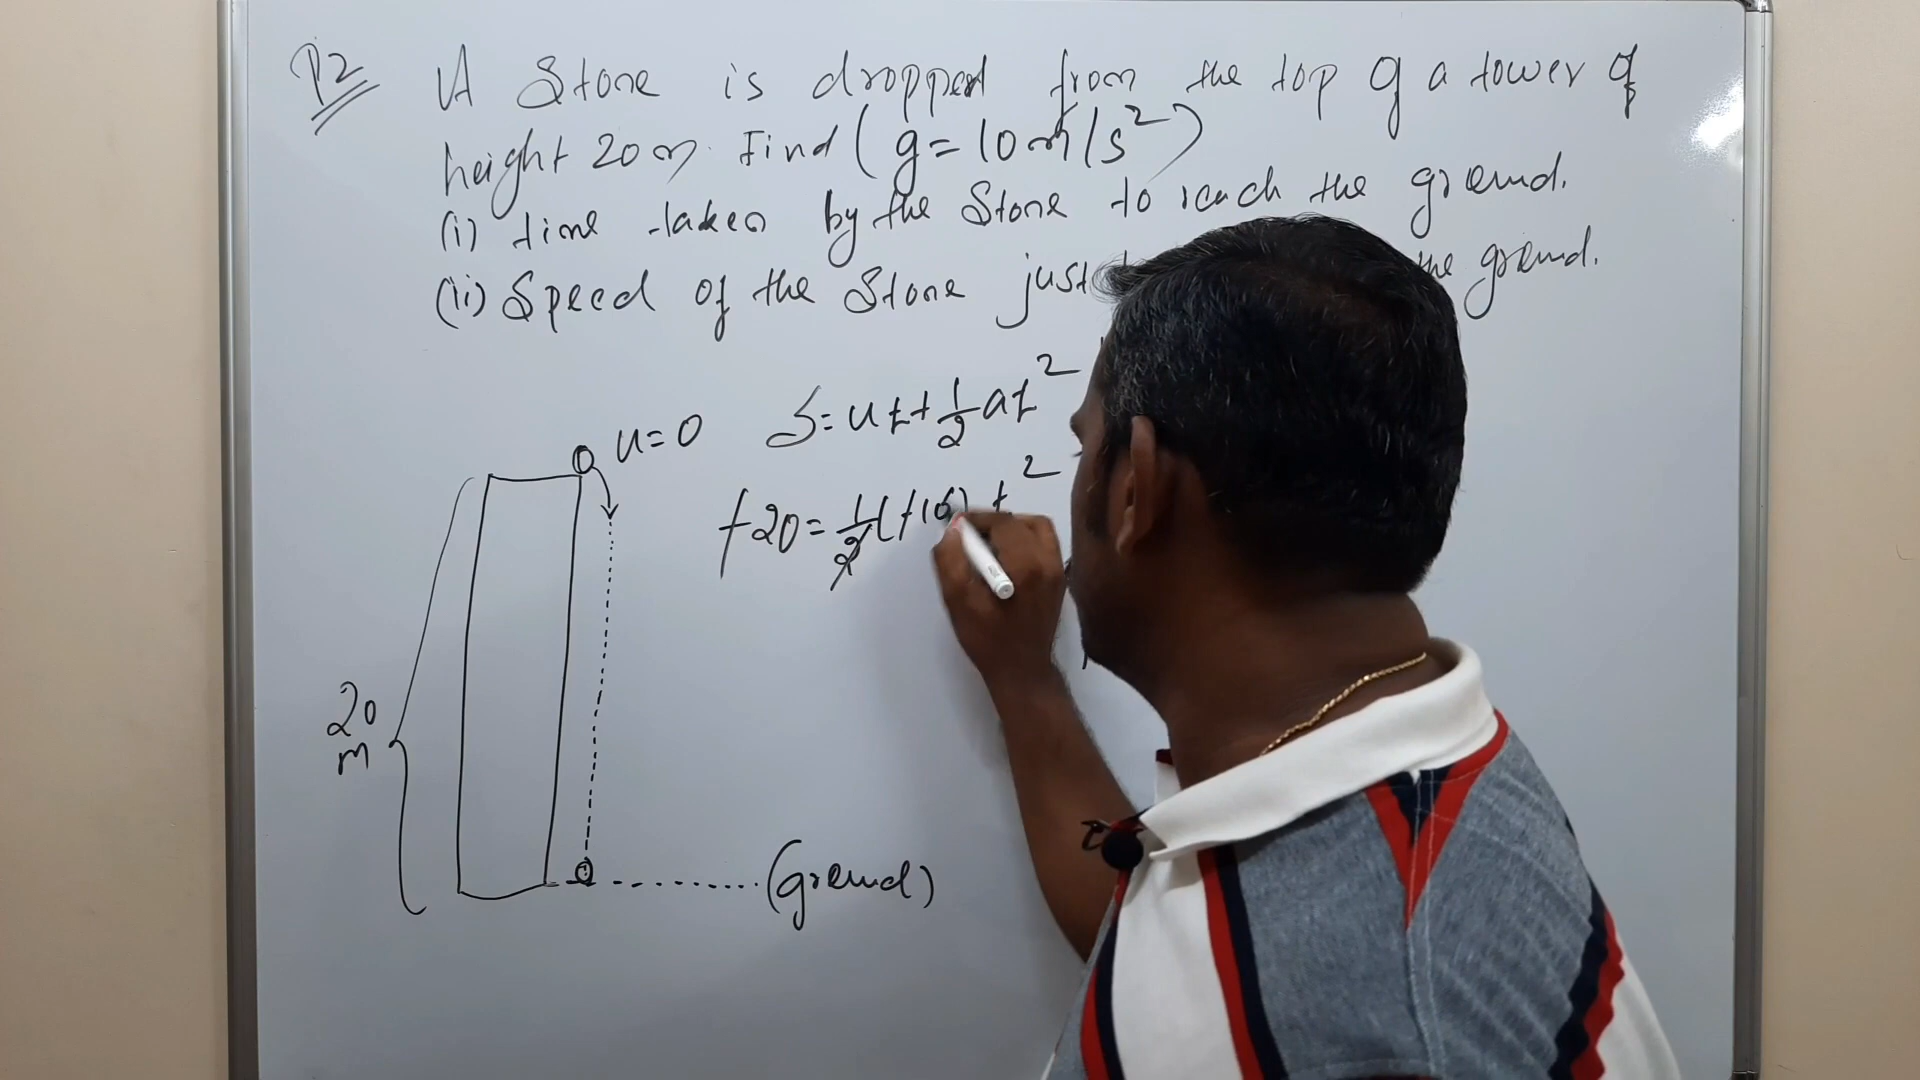 P2
A Stone is dropped from the top of a tower of
height 20m. Find (g=10m/s²)
(i) time taken by the Stone to reach the ground.
(ii) Speed of the Stone just the ground.
u=0
S=ut+½at²
+20=½(+10)t²
20
m
(ground)